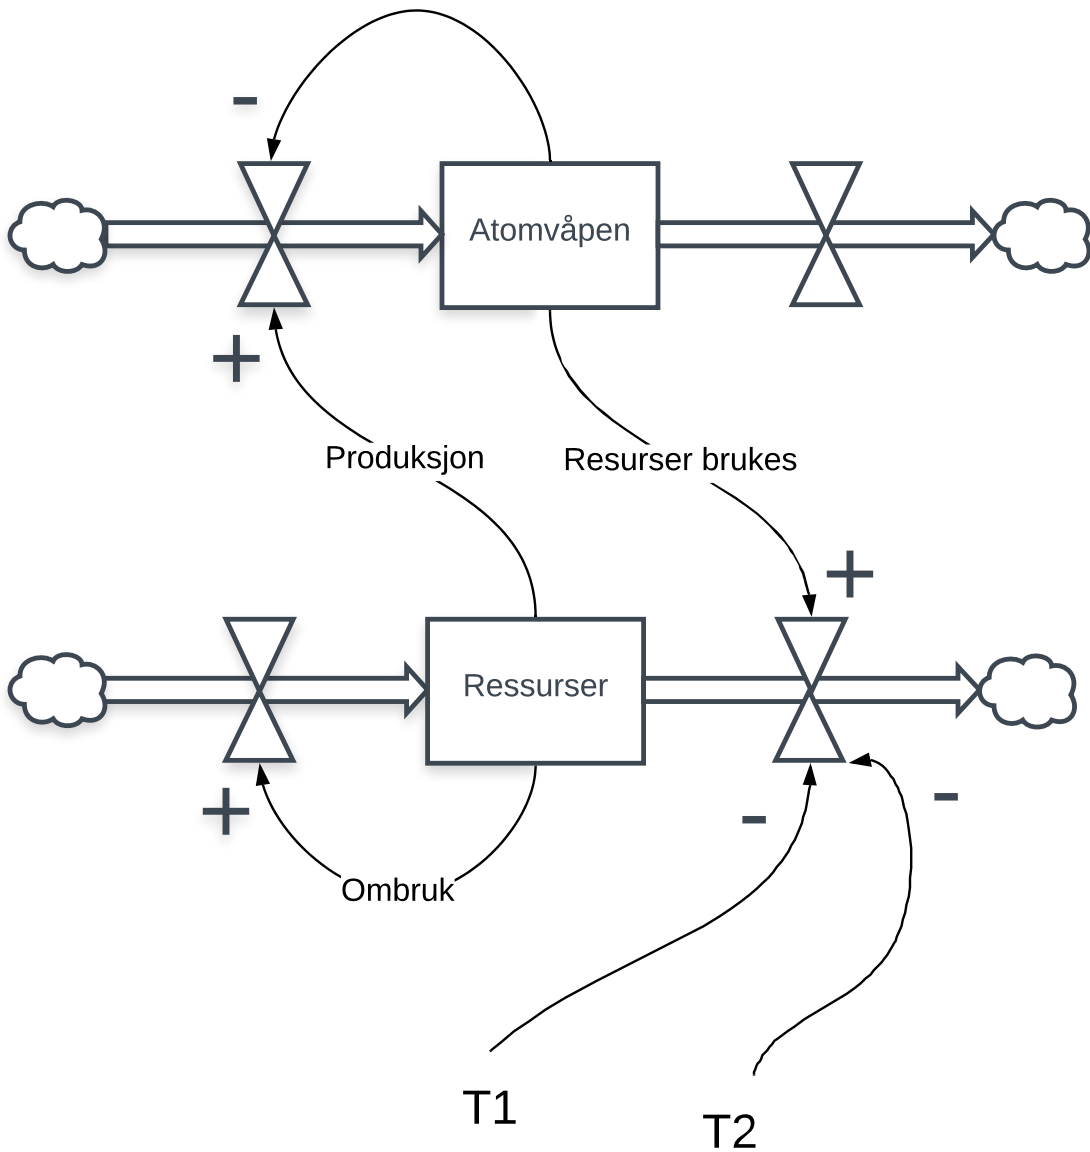 -
Atomvåpen
+
Produksjon
Resurser brukes
+
Ressurser
+
-
-
Ombruk
T1
T2